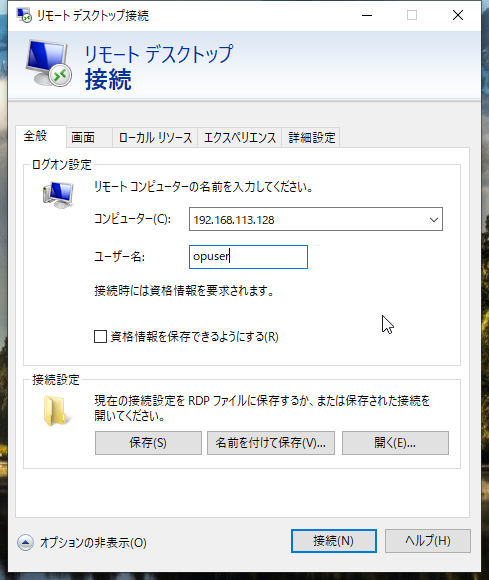 リモート デスクトップ接続
リモート デスクトップ
接続
全般 画面 ローカル リソース エクスペリエンス 詳細設定
ログオン設定
リモート コンピューターの名前を入力してください。
コンピューター(C): 192.168.113.128
ユーザー名: opuser
接続時には資格情報を要求されます。
資格情報を保存できるようにする(R)
接続設定
現在の接続設定を RDP ファイルに保存するか、または保存された接続を
開いてください。
保存(S) 名前を付けて保存(V)... 開く(E)...
オプションの非表示(O) 接続(N) ヘルプ(H)